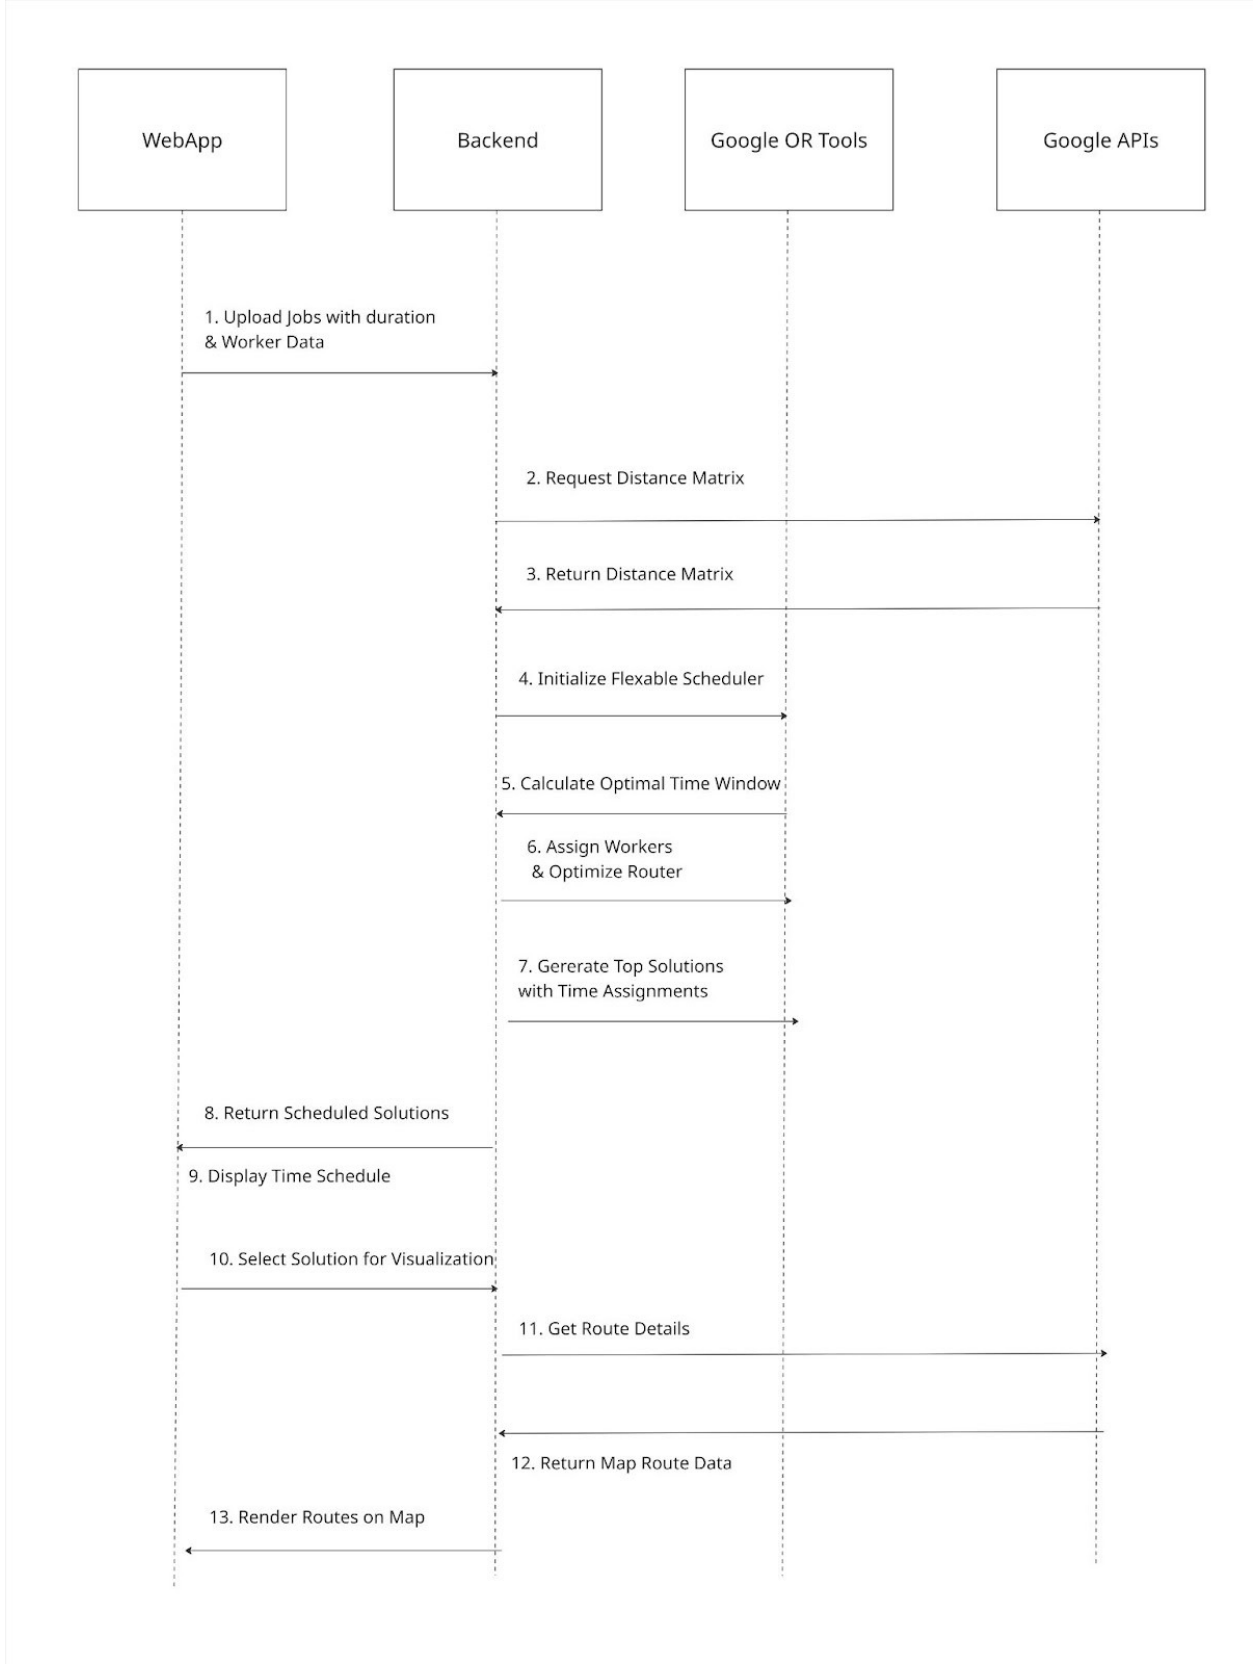 WebApp
Backend
Google OR Tools
Google APIs
1. Upload Jobs with duration
& Worker Data
2. Request Distance Matrix
3. Return Distance Matrix
4. Initialize Flexable Scheduler
5. Calculate Optimal Time Window
6. Assign Workers
& Optimize Router
7. Gererate Top Solutions
with Time Assignments
8. Return Scheduled Solutions
9. Display Time Schedule
10. Select Solution for Visualization
11. Get Route Details
12. Return Map Route Data
13. Render Routes on Map